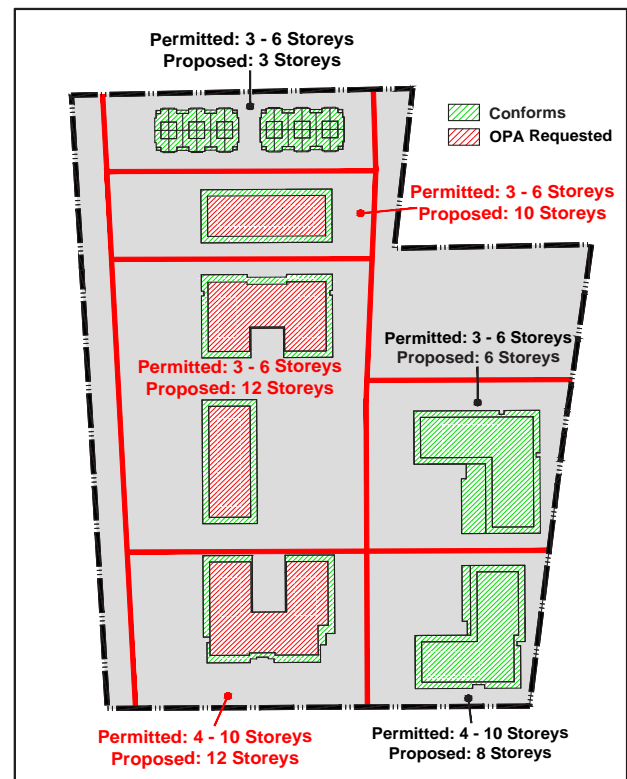 Permitted: 3 - 6 Storeys
Proposed: 3 Storeys
Conforms
OPA Requested
Permitted: 3 - 6 Storeys
Proposed: 10 Storeys
Permitted: 3 - 6 Storeys
Proposed: 6 Storeys
Permitted: 3 - 6 Storeys
Proposed: 12 Storeys
Permitted: 4 - 10 Storeys
Proposed: 12 Storeys
Permitted: 4 - 10 Storeys
Proposed: 8 Storeys